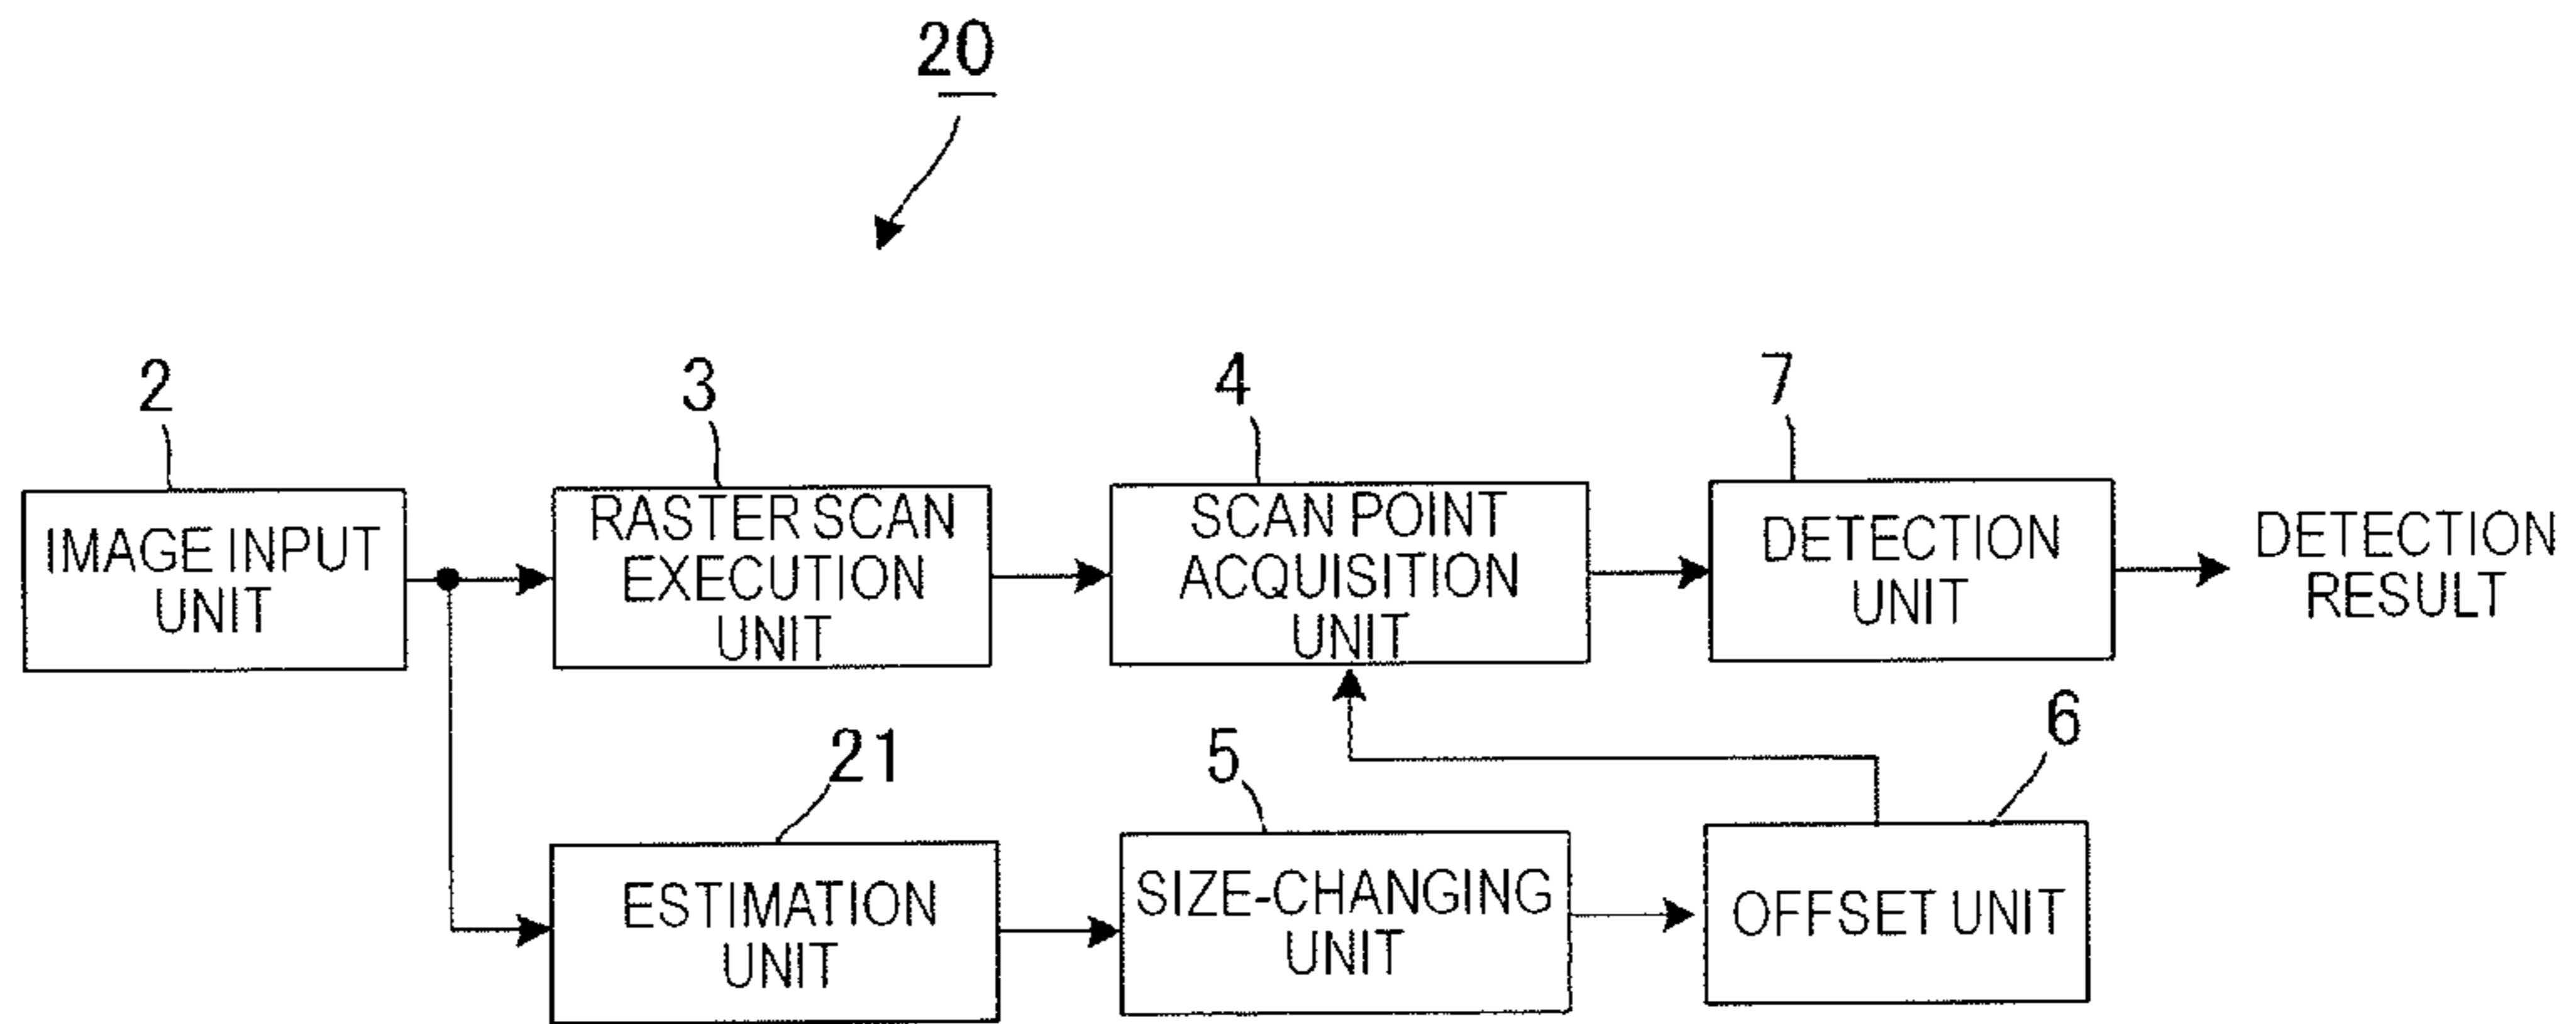 20
2
3
4
7
IMAGE INPUT
UNIT
RASTER SCAN
EXECUTION
UNIT
SCAN POINT
ACQUISITION
UNIT
DETECTION
UNIT
DETECTION
RESULT
21
5
6
ESTIMATION
UNIT
SIZE-CHANGING
UNIT
OFFSET UNIT